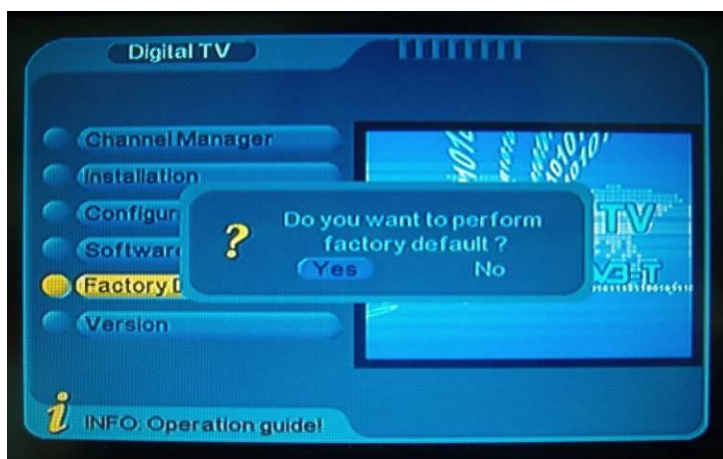 Digital TV
Channel Manager
Installation
Configur
Software
Factory D
Version
Do you want to perform
factory default ?
Yes No
TV
INFO: Operation guide!